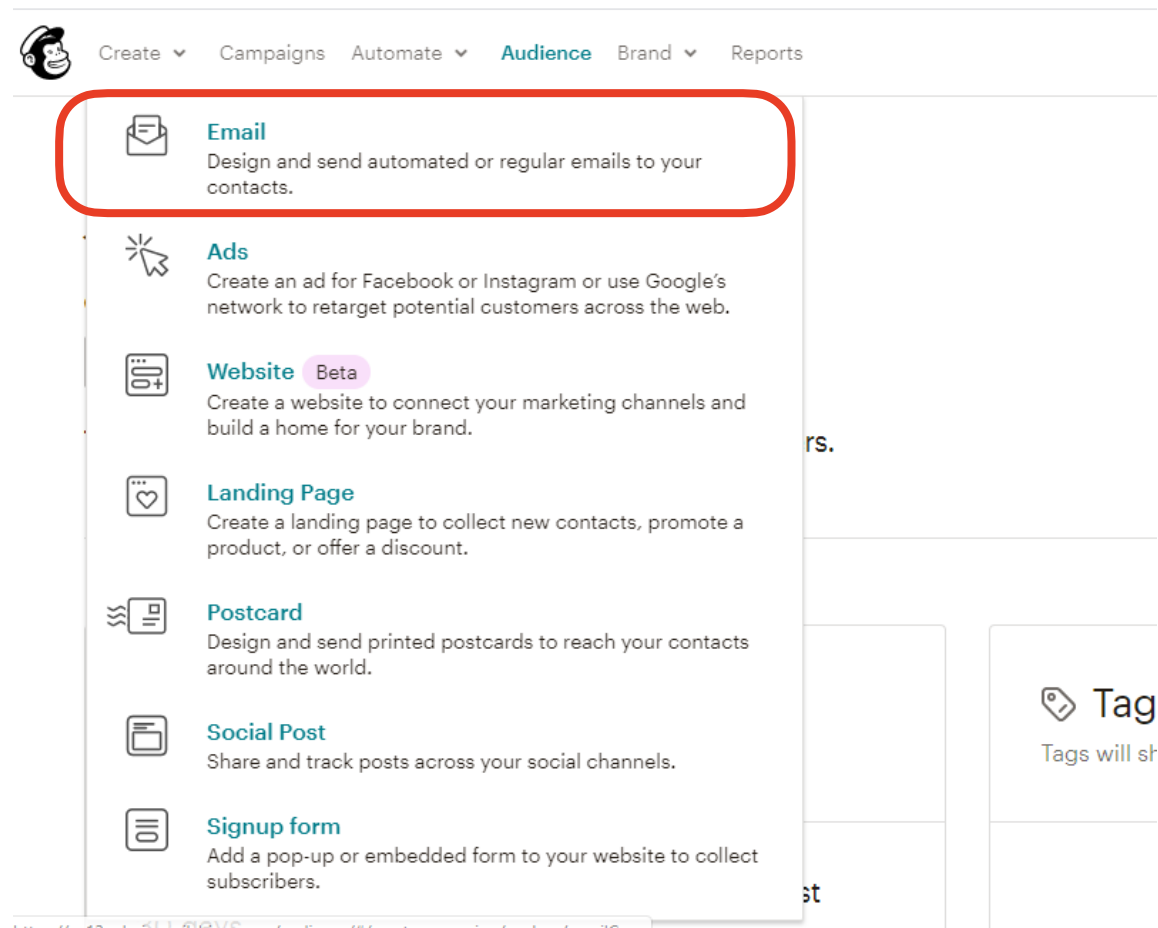 Create Campaigns Automate Audience Brand Reports
Email
Design and send automated or regular emails to your
contacts.
Ads
Create an ad for Facebook or Instagram or use Google’s
network to retarget potential customers across the web.
Website Beta
Create a website to connect your marketing channels and
build a home for your brand.
rs.
Landing Page
Create a landing page to collect new contacts, promote a
product, or offer a discount.
Postcard
Design and send printed postcards to reach your contacts
around the world.
Tag
Tags will sh
Social Post
Share and track posts across your social channels.
Signup form
Add a pop-up or embedded form to your website to collect
subscribers.
st